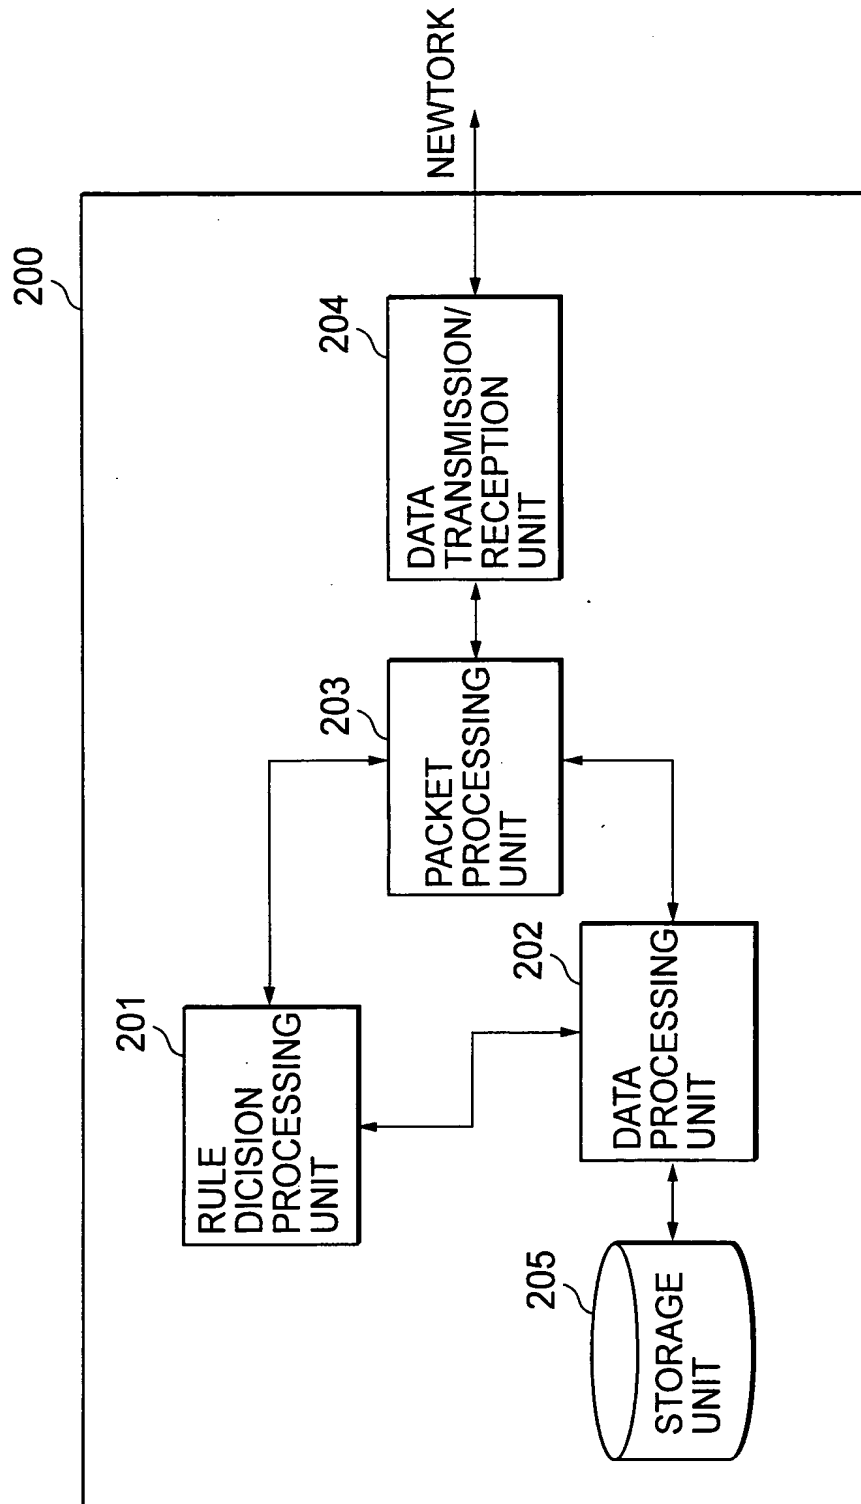 200
201
RULE
DICISION
PROCESSING
UNIT
203
PACKET
PROCESSING
UNIT
204
DATA
TRANSMISSION/
RECEPTION
UNIT
NEWTORK
205
STORAGE
UNIT
202
DATA
PROCESSING
UNIT